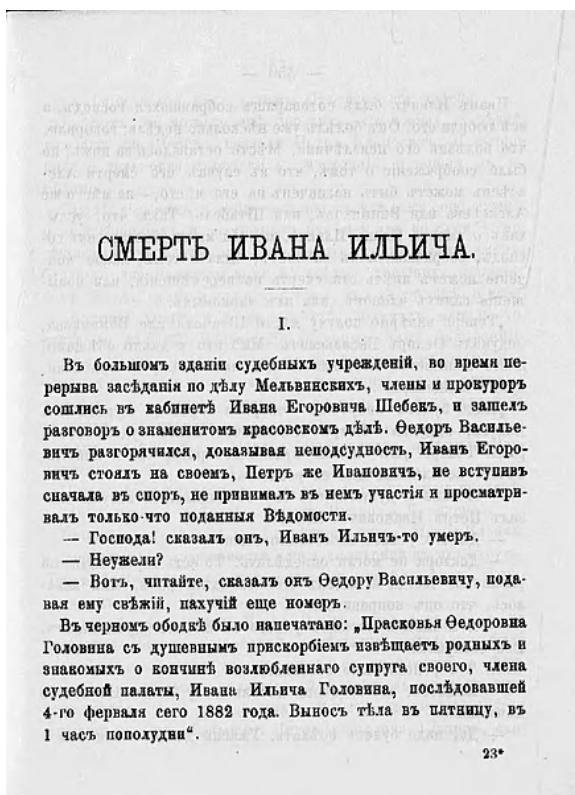 СМЕРТЬ ИВАНА ИЛЬИЧА.
I.
Въ большомъ зданіи судебныхъ учрежденій, во время пе-
рерыва засѣданія по дѣлу Мельвинскихъ, члены и прокуроръ
сошлись въ кабинетѣ Ивана Егоровича Шебекъ, и зашелъ
разговоръ о знаменитомъ красовскомъ дѣлѣ. Ѳедоръ Василье-
вичъ разгорячился, доказывая неподсудность, Иванъ Егоро-
вичъ стоялъ на своемъ, Петръ же Ивановичъ, не вступивъ
сначала въ споръ, не принималъ въ немъ участія и просматри-
валъ только-что поданныя Вѣдомости.
— Господа! сказалъ онъ, Иванъ Ильичъ-то умеръ.
— Неужели?
— Вотъ, читайте, сказалъ онъ Ѳедору Васильевичу, пода-
вая ему свѣжій, пахучій еще номеръ.
Въ черномъ ободкѣ было напечатано: „Прасковья Ѳедоровна
Головина съ душевнымъ прискорбіемъ извѣщаетъ родныхъ и
знакомыхъ о кончинѣ возлюбленнаго супруга своего, члена
судебной палаты, Ивана Ильича Головина, послѣдовавшей
4-го ферваля сего 1882 года. Выносъ тѣла въ пятницу, въ
1 часъ пополудни“.
23*